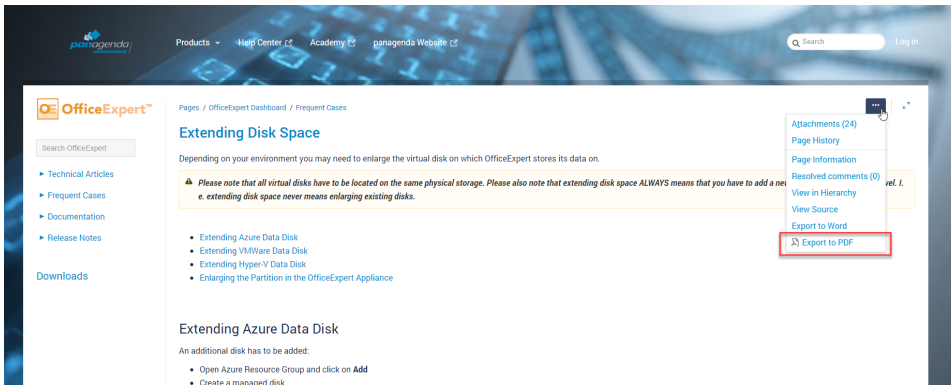 panagenda
Products
Help Center
Academy
panagenda Website
Search
Log in
OE OfficeExpert™
Search OfficeExpert
Technical Articles
Frequent Cases
Documentation
Release Notes
Downloads
Pages / OfficeExpert Dashboard / Frequent Cases
Extending Disk Space
Depending on your environment you may need to enlarge the virtual disk on which OfficeExpert stores its data on.
Please note that all virtual disks have to be located on the same physical storage. Please also note that extending disk space ALWAYS means that you have to add a
vel. I.
e. extending disk space never means enlarging existing disks.
• Extending Azure Data Disk
• Extending VMWare Data Disk
• Extending Hyper-V Data Disk
• Enlarging the Partition in the OfficeExpert Appliance
Extending Azure Data Disk
An additional disk has to be added:
• Open Azure Resource Group and click on Add
• Create a managed disk
...
Attachments (24)
Page History
Page Information
Resolved comments (0)
View in Hierarchy
View Source
Export to Word
Export to PDF